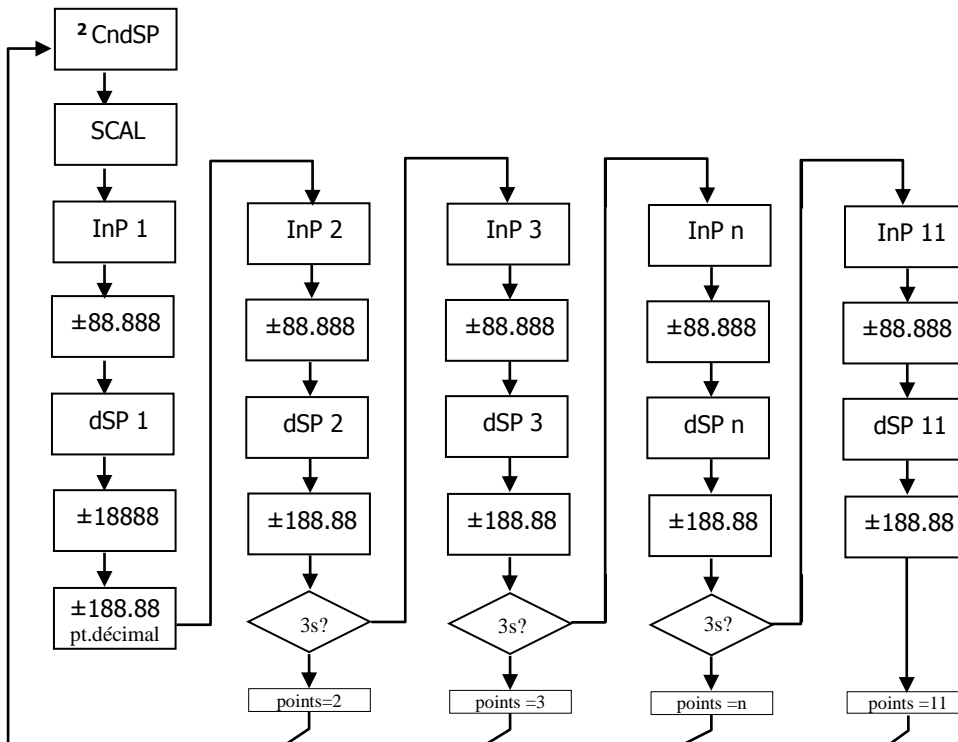 ² CndSP
SCAL
InP 1
±88.888
dSP 1
±18888
±188.88
pt.décimal
InP 2
±88.888
dSP 2
±188.88
3s?
points=2
InP 3
±88.888
dSP 3
±188.88
3s?
points =3
InP n
±88.888
dSP n
±188.88
3s?
points =n
InP 11
±88.888
dSP 11
±188.88
points =11